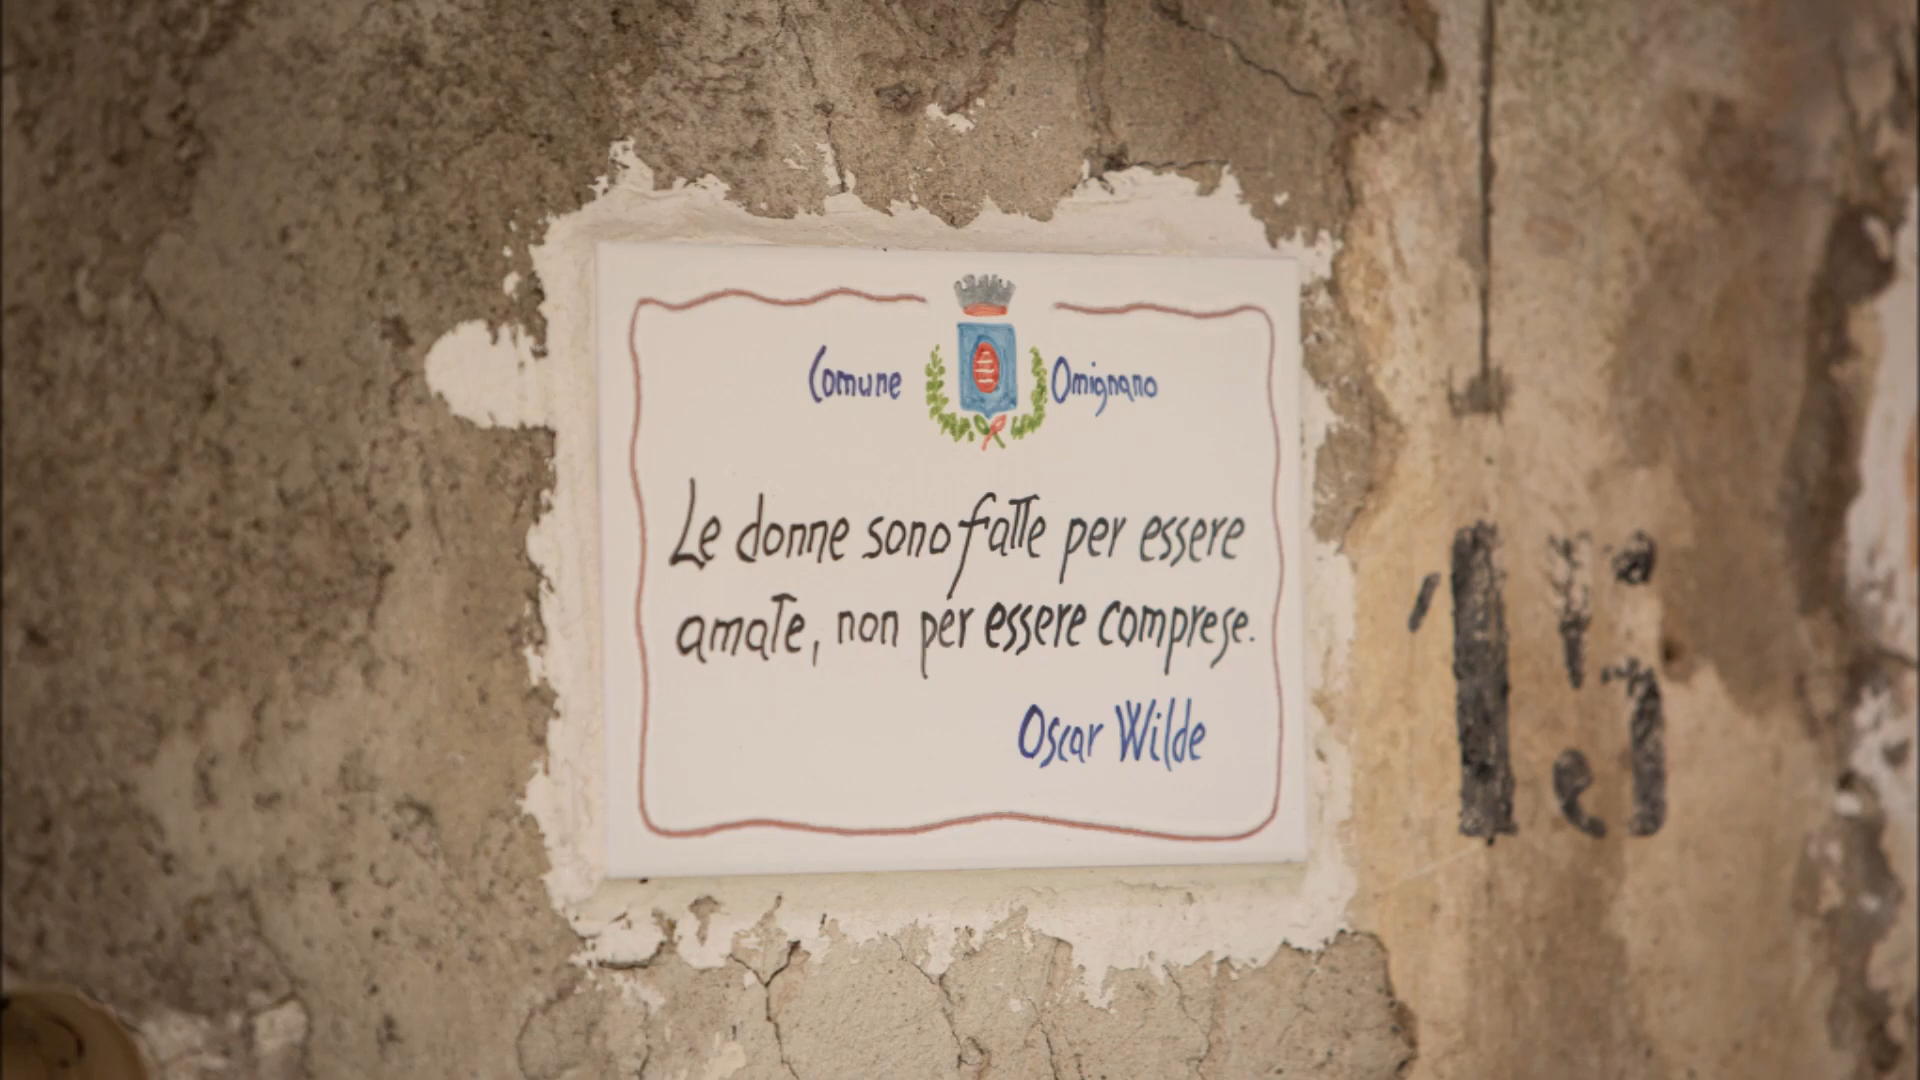 Comune Omignano
Le donne sono fatte per essere
amate, non per essere comprese.
Oscar Wilde